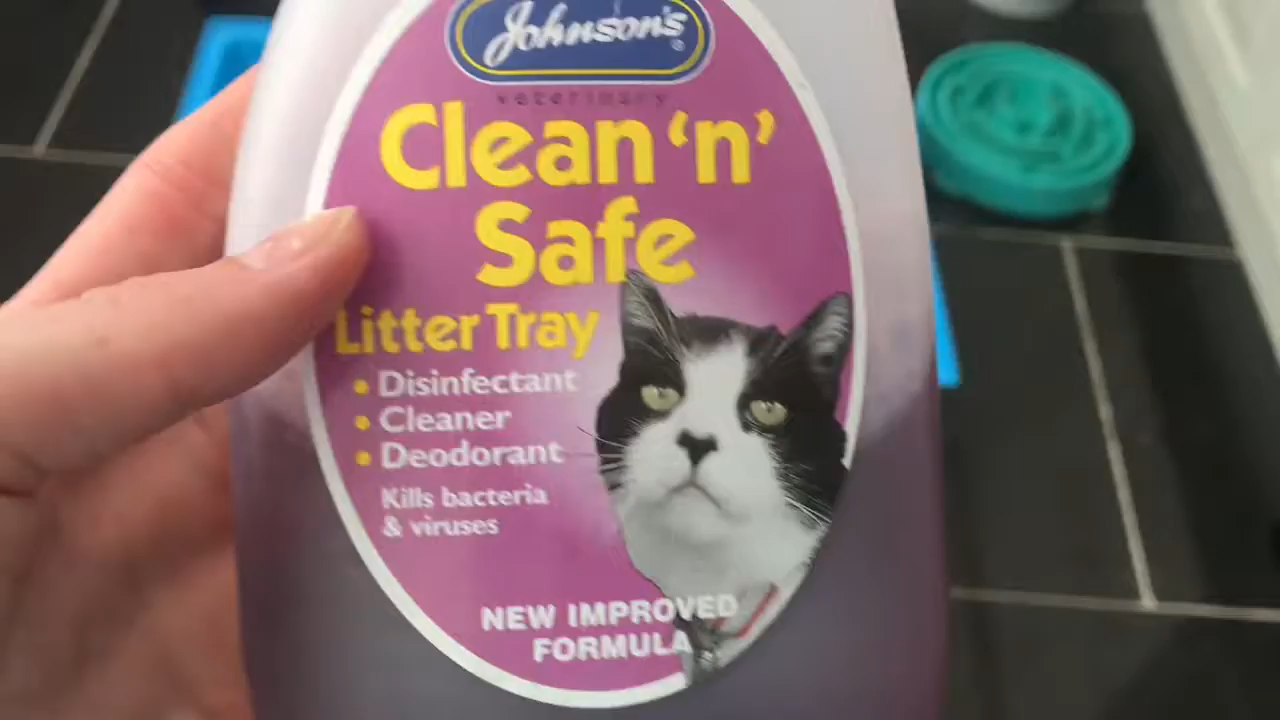 Johnson's
veterinary
Clean 'n'
Safe
Litter Tray
• Disinfectant
• Cleaner
• Deodorant
Kills bacteria
& viruses
NEW IMPROVED
FORMULA